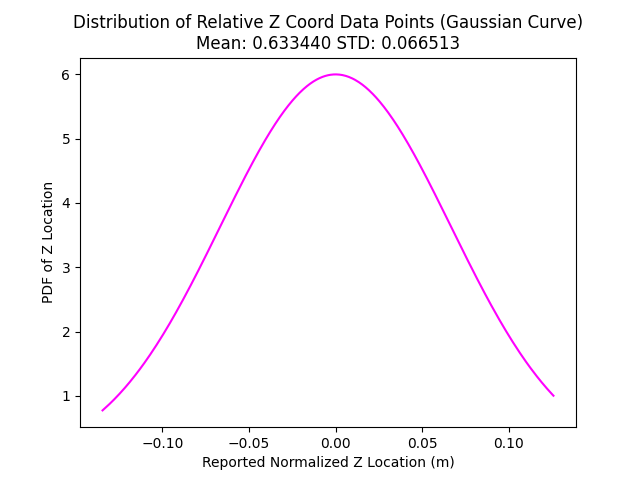 Distribution of Relative Z Coord Data Points (Gaussian Curve)
Mean: 0.633440 STD: 0.066513
6
5
4
3
2
1
PDF of Z Location
−0.10
−0.05
0.00
0.05
0.10
Reported Normalized Z Location (m)